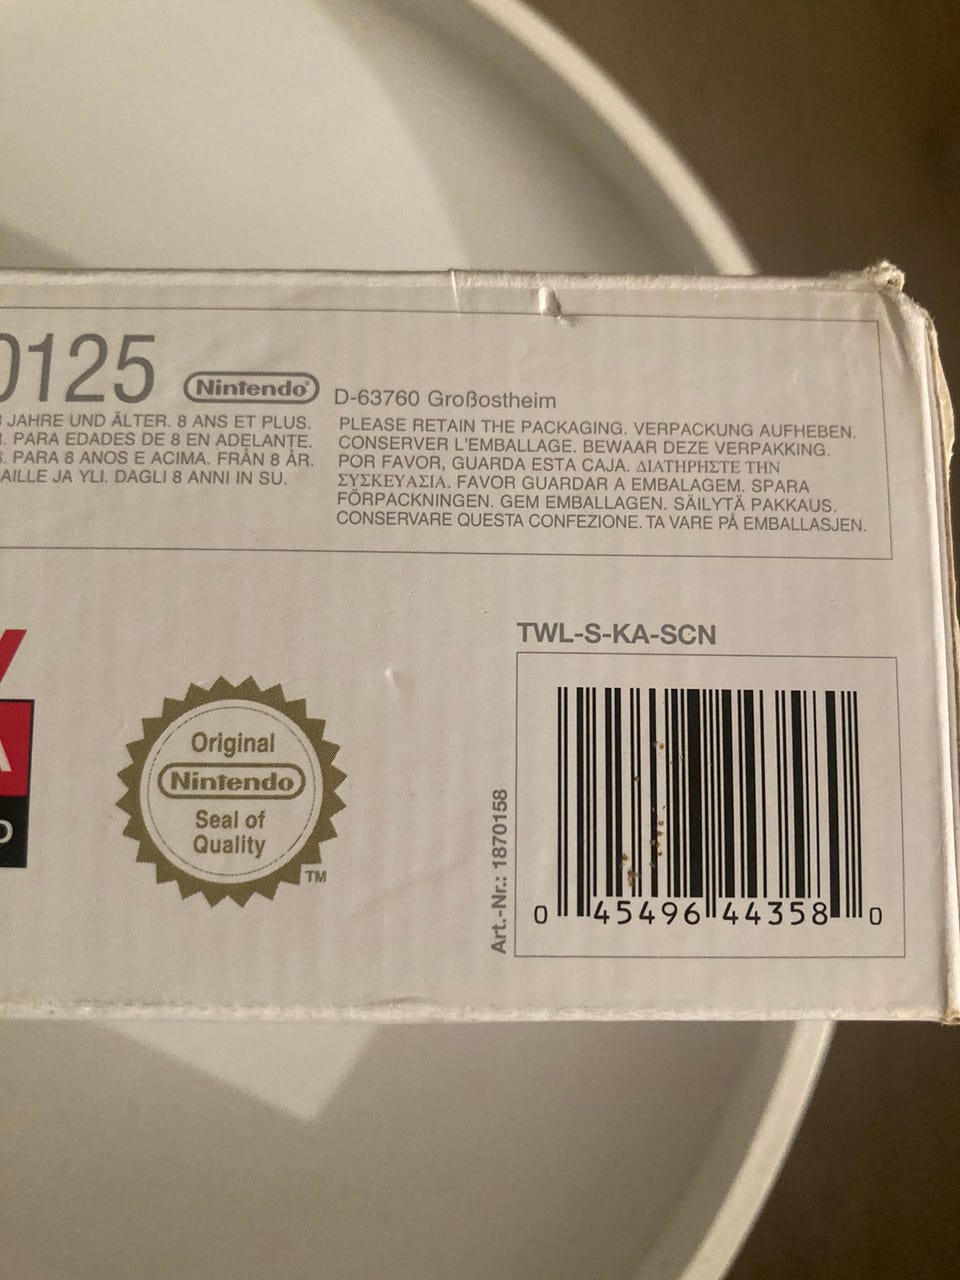 0125
Nintendo®
D-63760 Großostheim
JAHRE UND ÄLTER. 8 ANS ET PLUS.
PARA EDADES DE 8 EN ADELANTE.
PARA 8 ANOS E ACIMA. FRÅN 8 ÅR.
JA YLI. DAGLI 8 ANNI IN SU.
PLEASE RETAIN THE PACKAGING. VERPACKUNG AUFHEBEN.
CONSERVER L'EMBALLAGE. BEWAAR DEZE VERPAKKING.
POR FAVOR, GUARDA ESTA CAJA. ΔΙΑΤΗΡΗΣΤΕ ΤΗΝ
ΣΥΣΚΕΥΑΣΙΑ. FAVOR GUARDAR A EMBALAGEM. SPARA
FÖRPACKNINGEN. GEM EMBALLAGEN. SÄILYTÄ PAKKAUS.
CONSERVARE QUESTA CONFEZIONE. TA VARE PÅ EMBALLASJEN.
Original
Nintendo®
Seal of
Quality
TM
TWL-S-KA-SCN
Art.-Nr.: 1870158
0 45496 44358 0